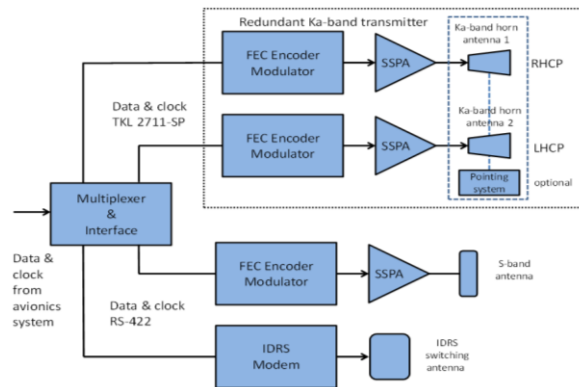 Redundant Ka-band transmitter
FEC Encoder
Modulator
SSPA
Ka-band horn
antenna 1
RHCP
Data & clock
TKL 2711-SP
FEC Encoder
Modulator
SSPA
Ka-band horn
antenna 2
LHCP
Pointing
system
optional
Multiplexer
&
Interface
Data &
clock
from
avionics
system
FEC Encoder
Modulator
SSPA
S-band
antenna
Data & clock
RS-422
IDRS
Modem
IDRS
switching
antenna